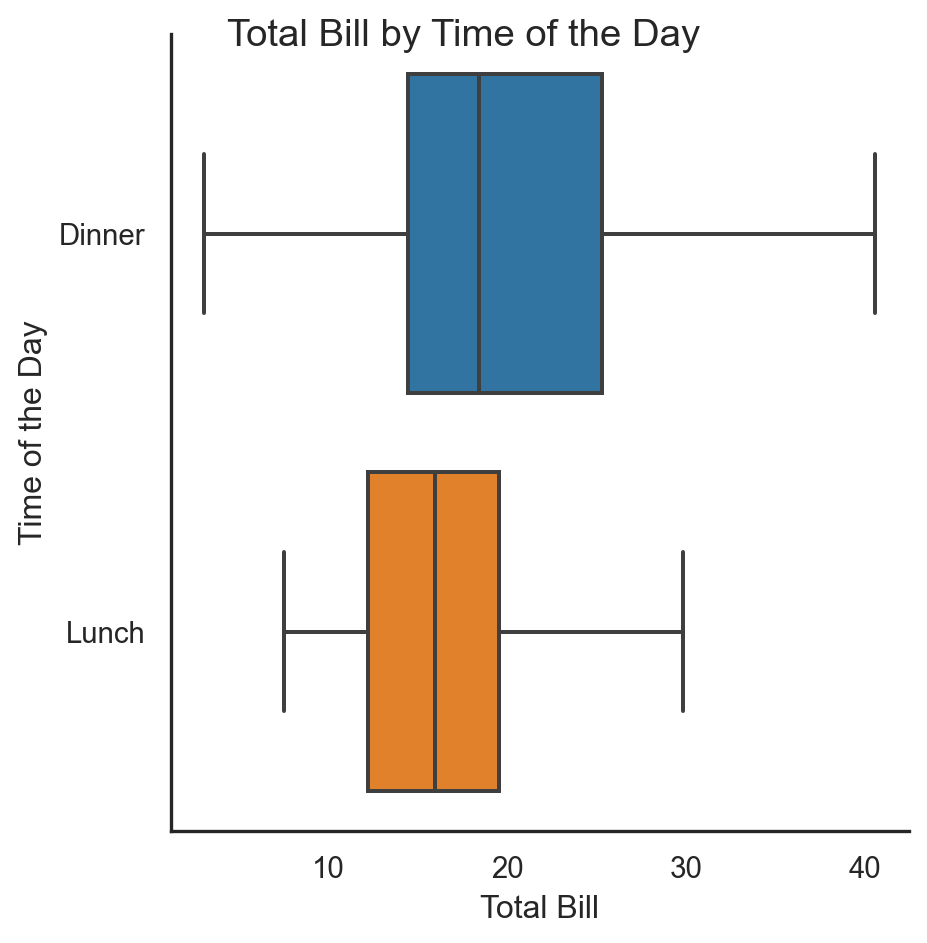 Total Bill by Time of the Day
Dinner
Time of the Day
Lunch
10 20 30 40
Total Bill